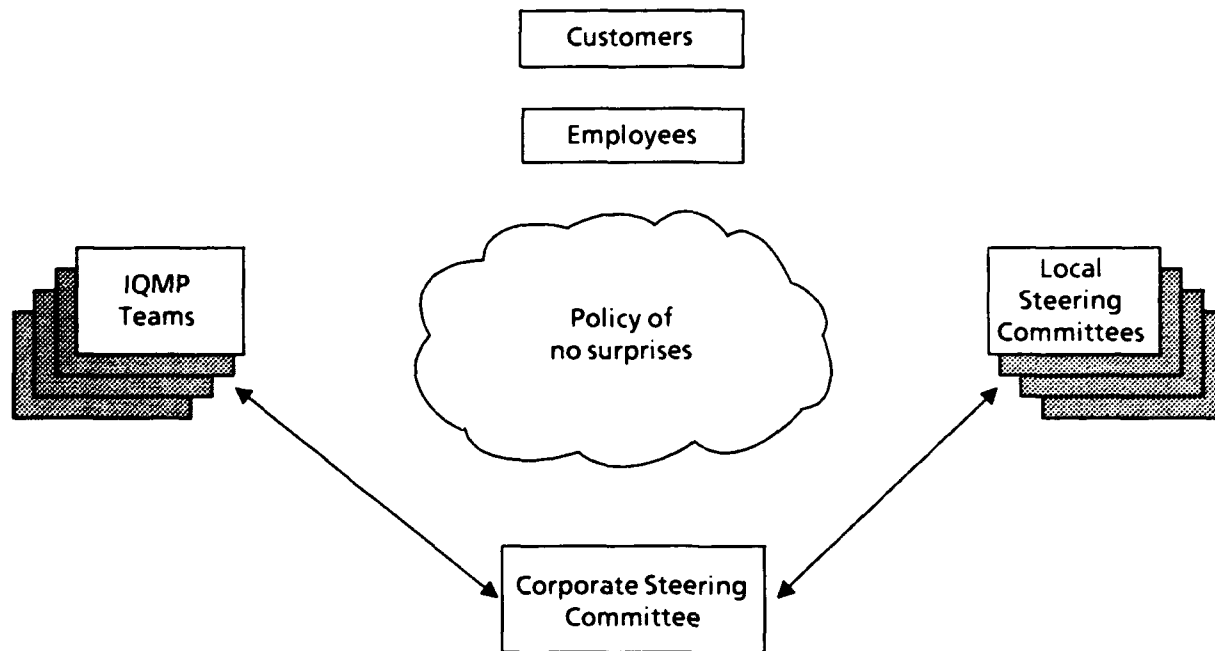 Customers
Employees
IQMP
Teams
Policy of
no surprises
Local
Steering
Committees
Corporate Steering
Committee